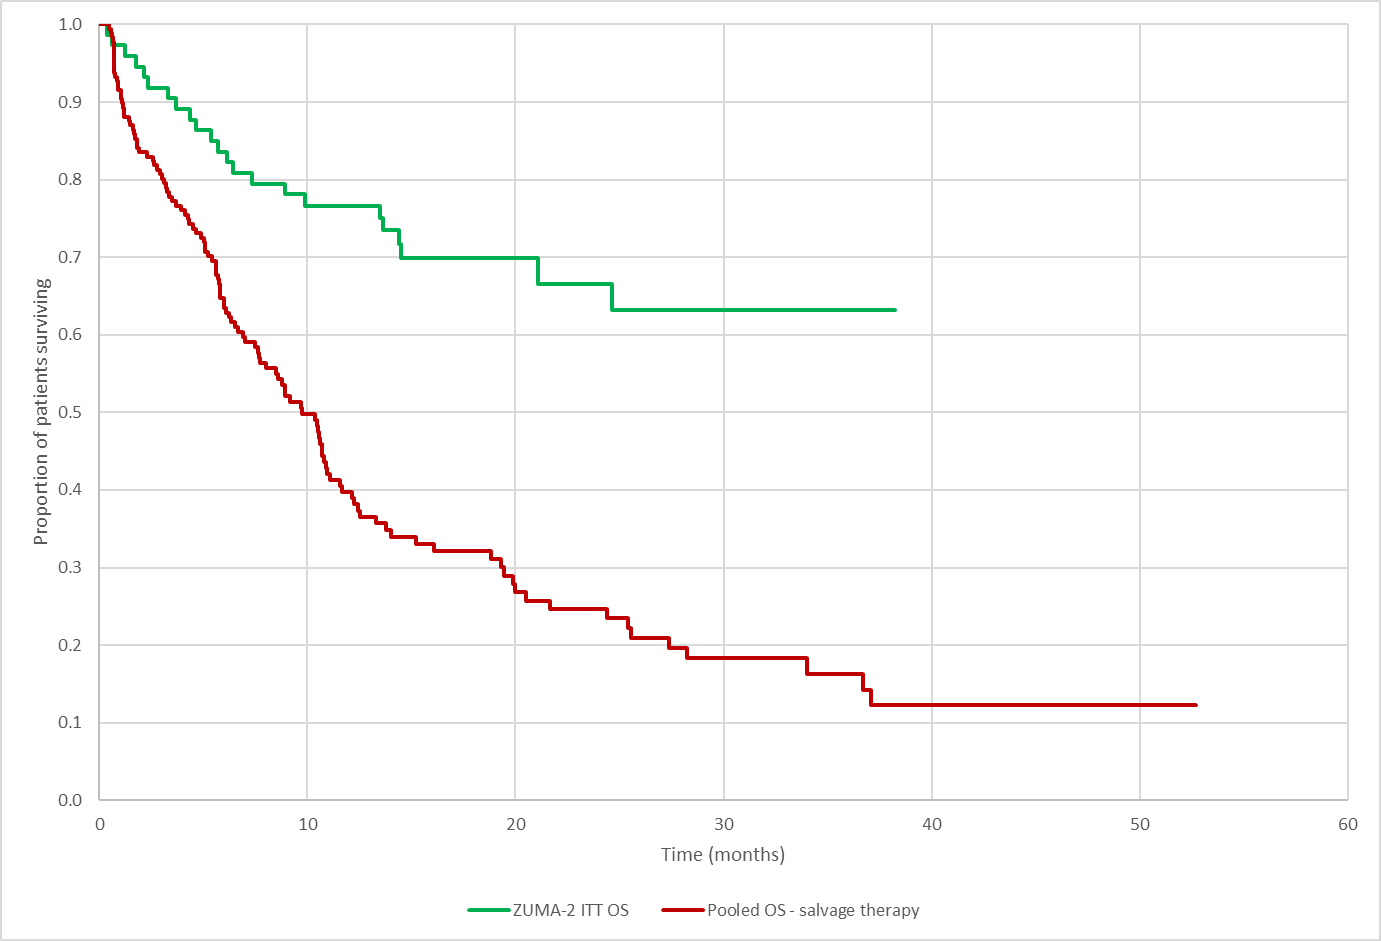 1.0
0.9
0.8
0.7
0.6
0.5
0.4
0.3
0.2
0.1
0.0
Proportion of patients surviving
0 10 20 30 40 50 60
Time (months)
ZUMA-2 ITT OS Pooled OS - salvage therapy